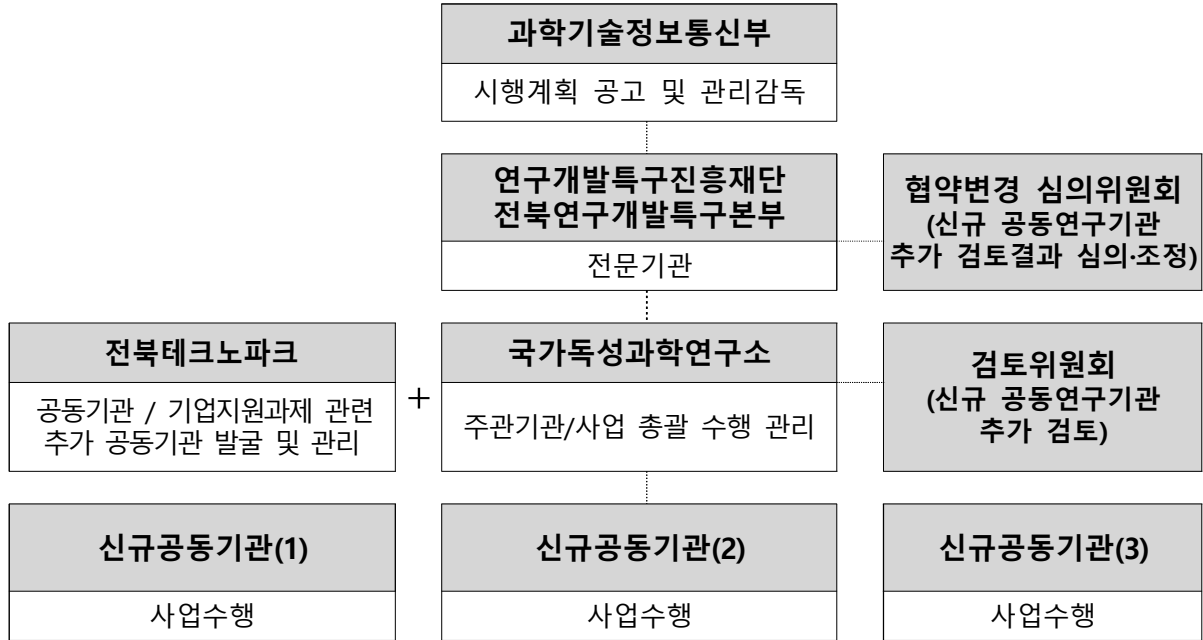 과학기술정보통신부
시행계획 공고 및 관리감독
연구개발특구진흥재단
전북연구개발특구본부
전문기관
협약변경 심의위원회
(신규 공동연구기관
추가 검토결과 심의·조정)
전북테크노파크
공동기관 / 기업지원과제 관련
추가 공동기관 발굴 및 관리
+
국가독성과학연구소
주관기관/사업 총괄 수행 관리
검토위원회
(신규 공동연구기관
추가 검토)
신규공동기관(1)
사업수행
신규공동기관(2)
사업수행
신규공동기관(3)
사업수행